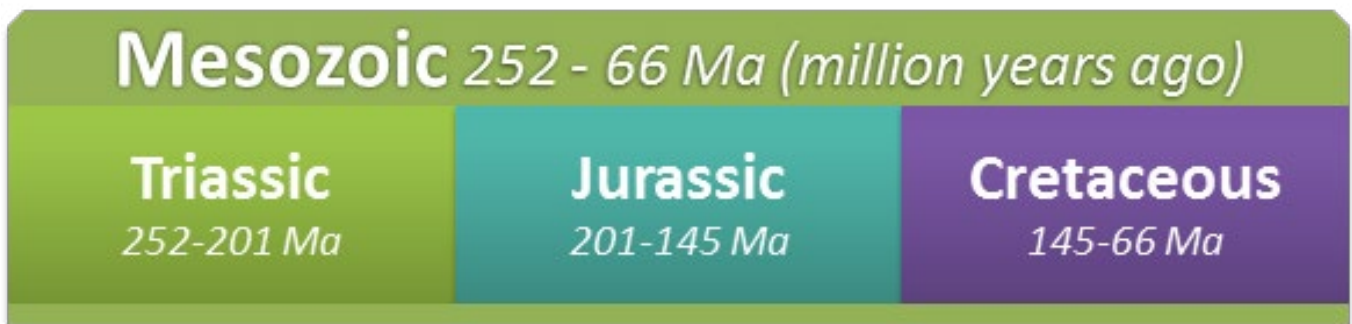 Mesozoic 252 - 66 Ma (million years ago)
Triassic
252-201 Ma
Jurassic
201-145 Ma
Cretaceous
145-66 Ma